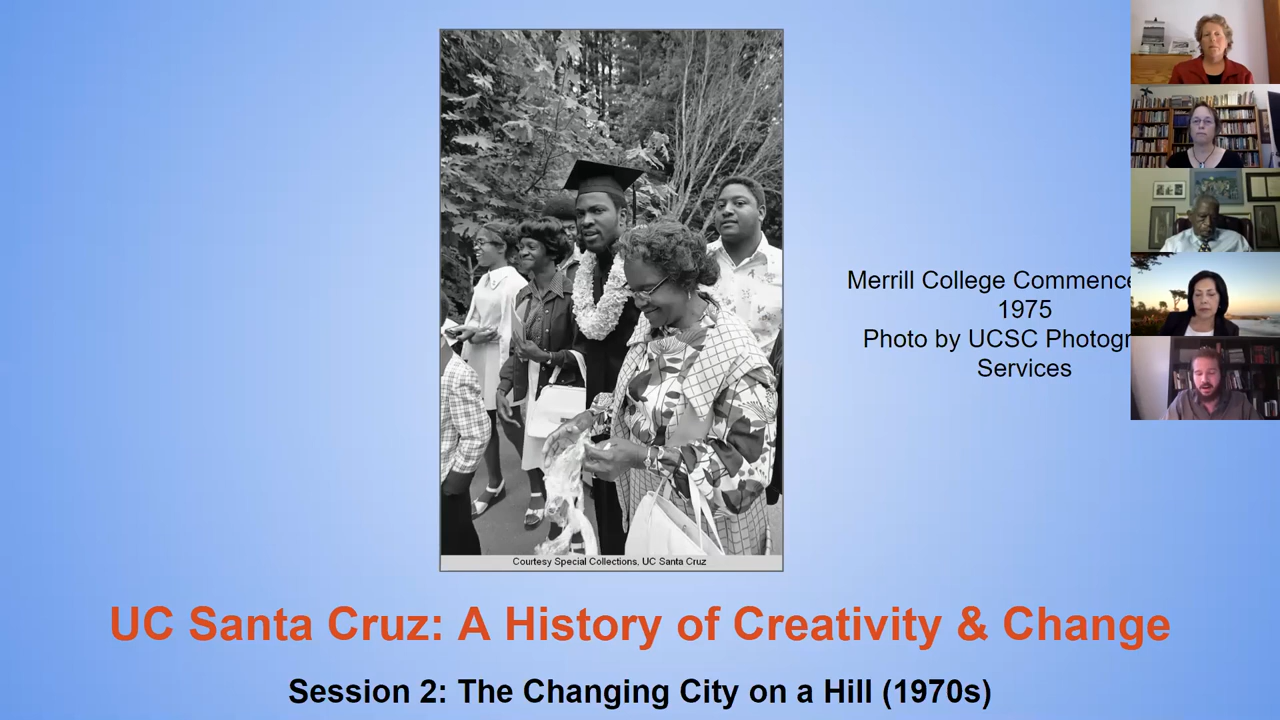 Merrill College Commence
1975
Photo by UCSC Photogr
Services
Courtesy Special Collections, UC Santa Cruz
UC Santa Cruz: A History of Creativity & Change
Session 2: The Changing City on a Hill (1970s)